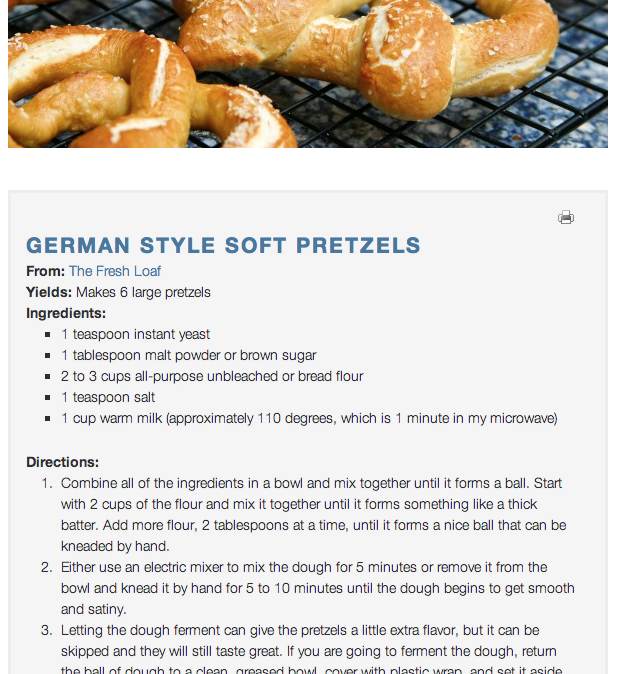 GERMAN STYLE SOFT PRETZELS
From: The Fresh Loaf
Yields: Makes 6 large pretzels
Ingredients:
1 teaspoon instant yeast
1 tablespoon malt powder or brown sugar
2 to 3 cups all-purpose unbleached or bread flour
1 teaspoon salt
1 cup warm milk (approximately 110 degrees, which is 1 minute in my microwave)
Directions:
1. Combine all of the ingredients in a bowl and mix together until it forms a ball. Start
with 2 cups of the flour and mix it together until it forms something like a thick
batter. Add more flour, 2 tablespoons at a time, until it forms a nice ball that can be
kneaded by hand.
2. Either use an electric mixer to mix the dough for 5 minutes or remove it from the
bowl and knead it by hand for 5 to 10 minutes until the dough begins to get smooth
and satiny.
3. Letting the dough ferment can give the pretzels a little extra flavor, but it can be
skipped and they will still taste great. If you are going to ferment the dough, return
the ball of dough to a clean, greased bowl, cover with plastic wrap, and set it aside